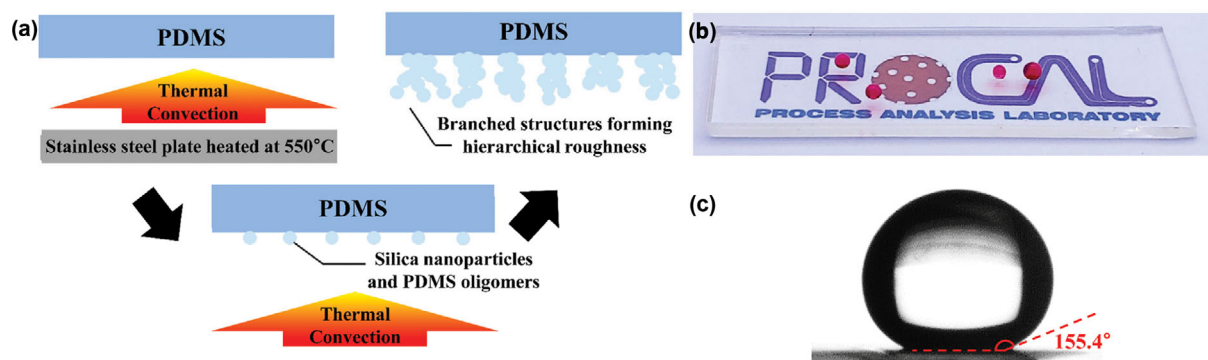 (a)
PDMS
Thermal
Convection
Stainless steel plate heated at 550°C
PDMS
Silica nanoparticles
and PDMS oligomers
Thermal
Convection
PDMS
Branched structures forming
hierarchical roughness
(b)
PROCAL
PROCESS ANALYSIS LABORATORY
(c)
155.4°